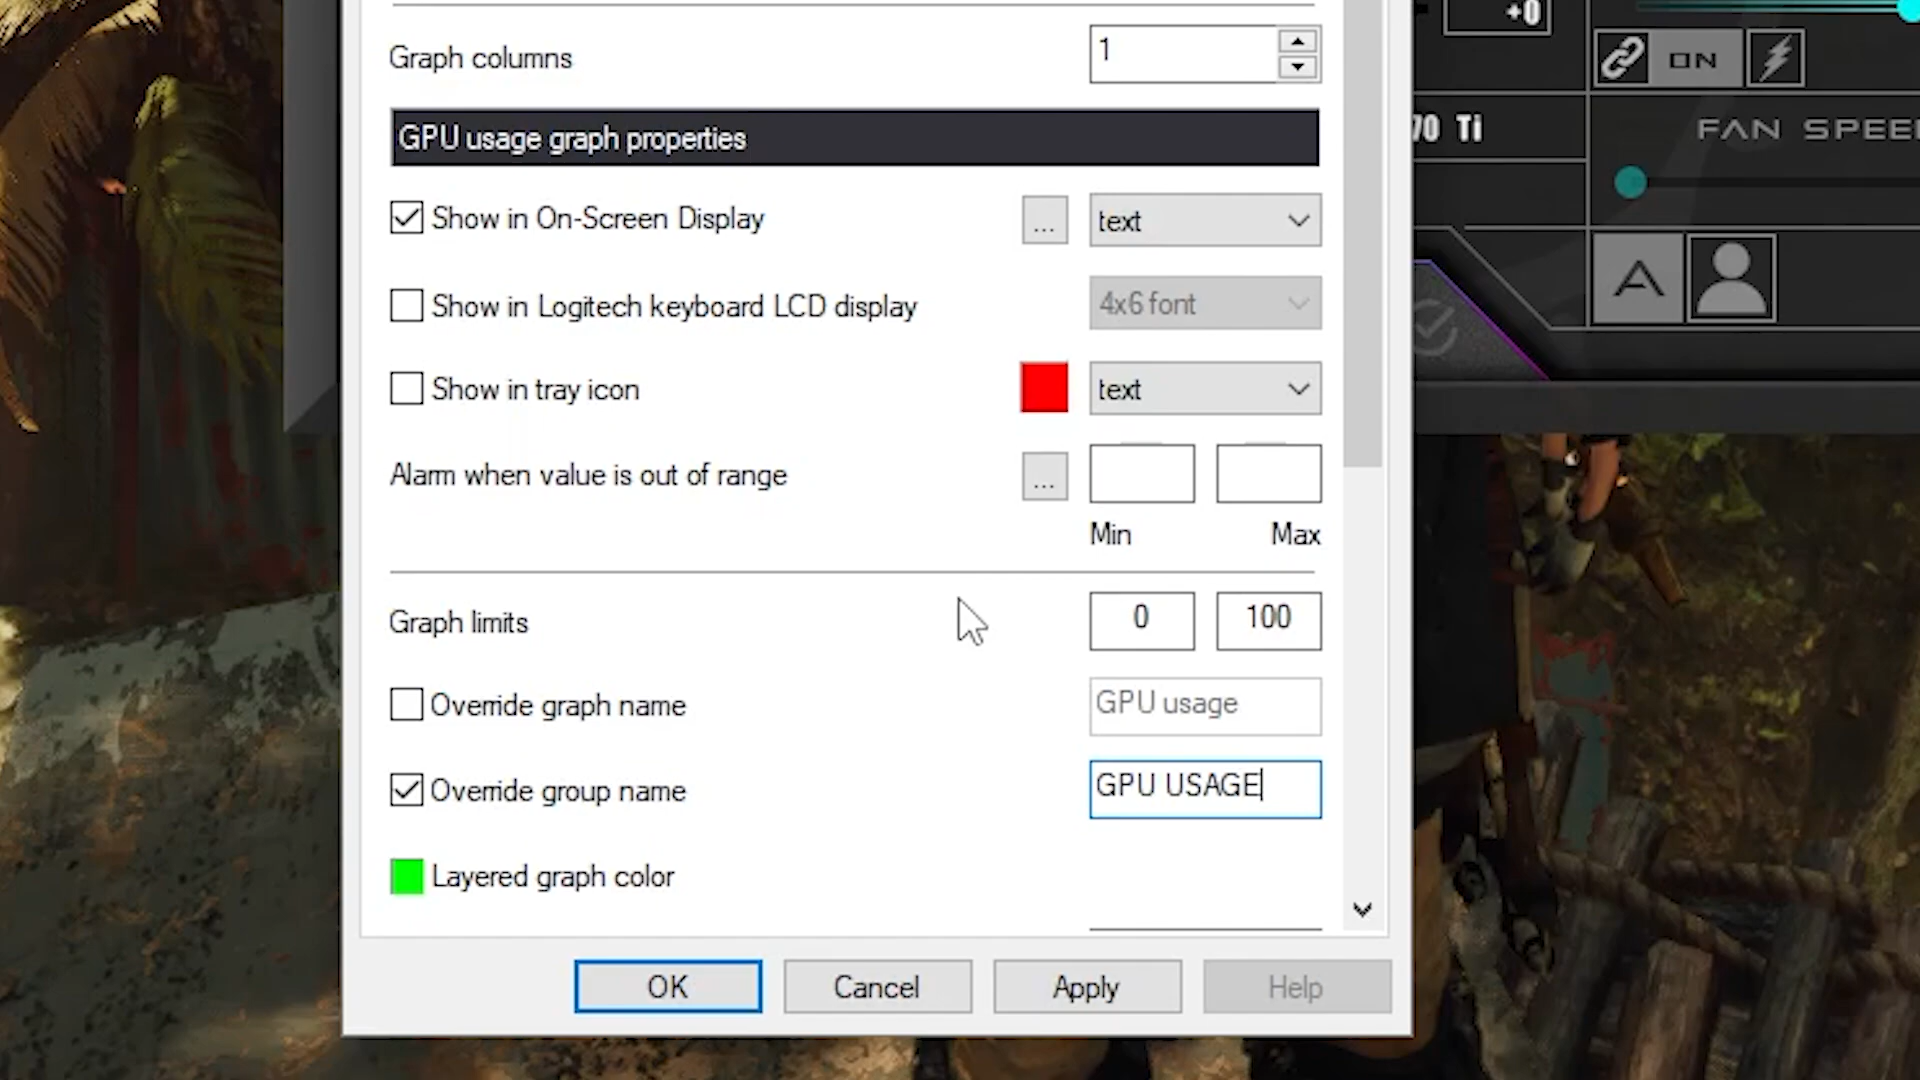 Graph columns
1
GPU usage graph properties
Show in On-Screen Display
...
text
Show in Logitech keyboard LCD display
4x6 font
Show in tray icon
text
Alarm when value is out of range
...
Min
Max
Graph limits
0
100
Override graph name
GPU usage
Override group name
GPU USAGE
Layered graph color
OK
Cancel
Apply
Help
+0
ON
70 Ti
FAN SPEE
A